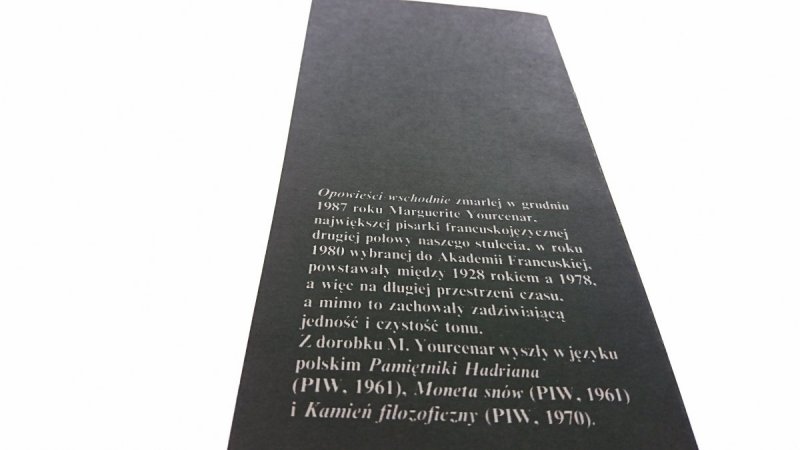 Opowieści wschodnie zmarłej w grudniu
1987 roku Marguerite Yourcenar,
największej pisarki francuskojęzycznej
drugiej połowy naszego stulecia, w roku
1980 wybranej do Akademii Francuskiej,
powstawały między 1928 rokiem a 1978,
a więc na długiej przestrzeni czasu,
a mimo to zachowały zadziwiającą
jedność i czystość tonu.
Z dorobku M. Yourcenar wyszły w języku
polskim Pamiętniki Hadriana
(PIW, 1961), Moneta snów (PIW, 1961)
i Kamień filozoficzny (PIW, 1970).